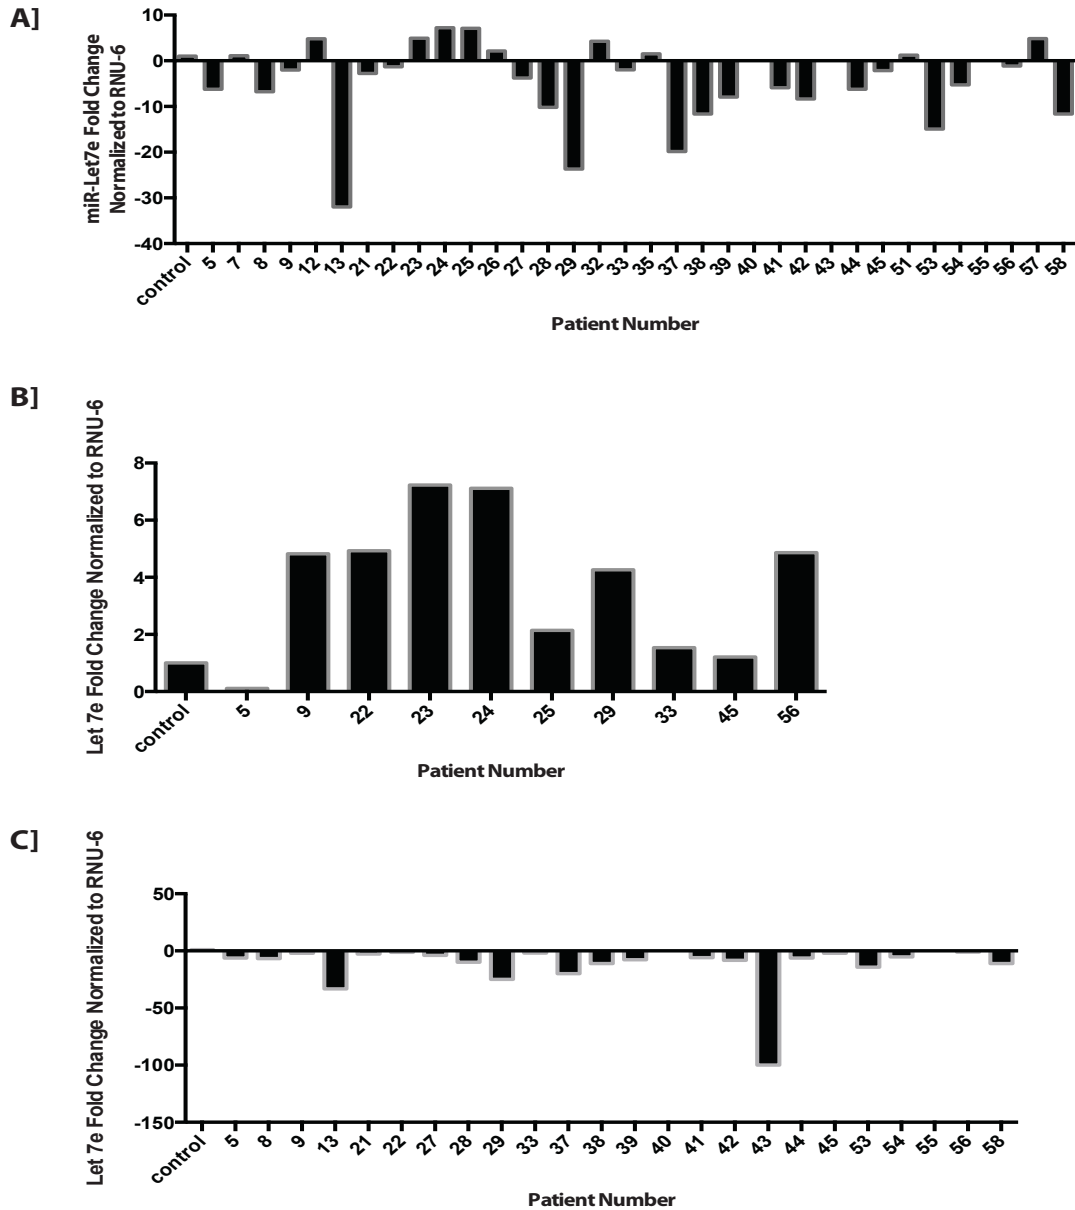 A]
miR-Let7e Fold Change
Normalized to RNU-6
10
0
-10
-20
-30
-40
control 5 7 8 9 12 13 21 22 23 24 25 26 27 28 29 32 33 35 37 38 39 40 41 42 43 44 45 51 53 54 55 56 57 58
Patient Number
B]
Let 7e Fold Change Normalized to RNU-6
8
6
4
2
0
control 5 9 22 23 24 25 29 33 45 56
Patient Number
C]
Let 7e Fold Change Normalized to RNU-6
50
0
-50
-100
-150
control 5 8 9 13 21 22 27 28 29 33 37 38 39 40 41 42 43 44 45 53 54 55 56 58
Patient Number